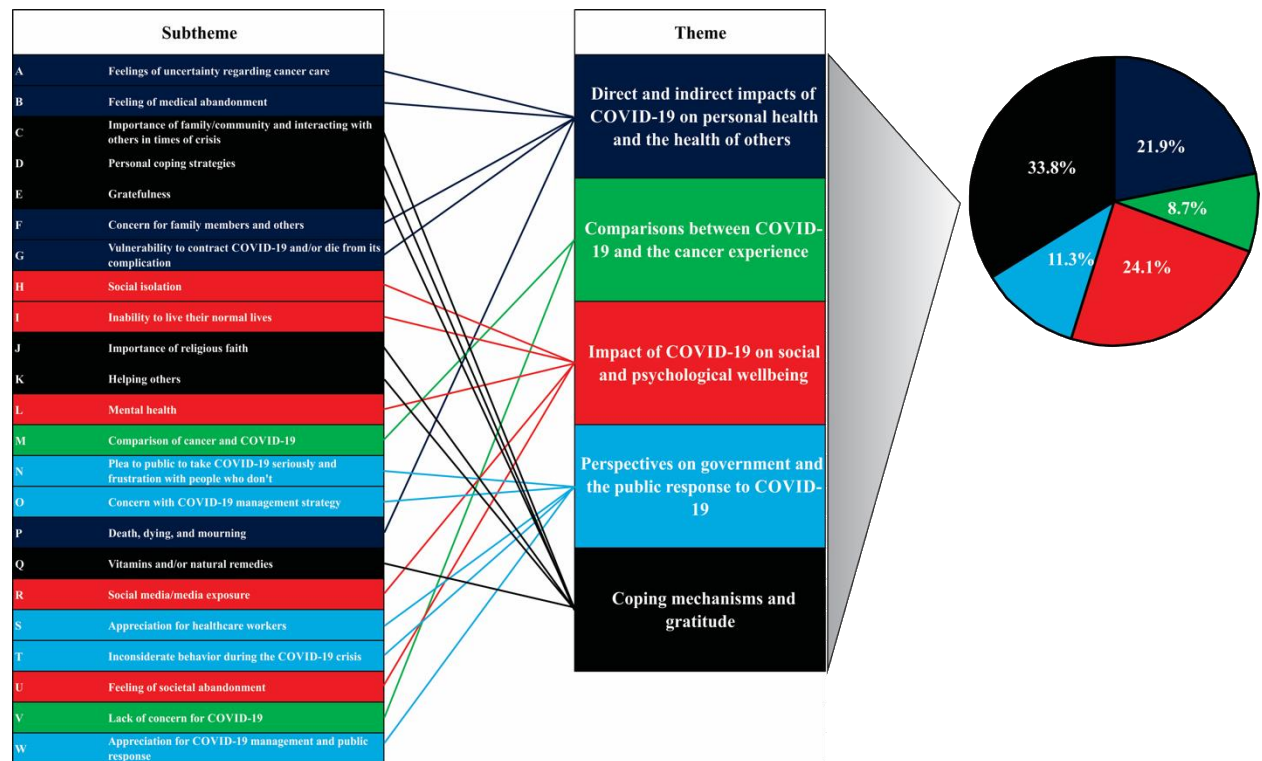 Subtheme
A Feelings of uncertainty regarding cancer care
B Feeling of medical abandonment
C Importance of family/community and interacting with
others in times of crisis
D Personal coping strategies
E Gratefulness
F Concern for family members and others
G Vulnerability to contract COVID-19 and/or die from its
complication
H Social isolation
I Inability to live their normal lives
J Importance of religious faith
K Helping others
L Mental health
M Comparison of cancer and COVID-19
N Plea to public to take COVID-19 seriously and
frustration with people who don't
O Concern with COVID-19 management strategy
P Death, dying, and mourning
Q Vitamins and/or natural remedies
R Social media/media exposure
S Appreciation for healthcare workers
T Inconsiderate behavior during the COVID-19 crisis
U Feeling of societal abandonment
V Lack of concern for COVID-19
W Appreciation for COVID-19 management and public
response
Theme
Direct and indirect impacts of
COVID-19 on personal health
and the health of others
Comparisons between COVID-
19 and the cancer experience
Impact of COVID-19 on social
and psychological wellbeing
Perspectives on government and
the public response to COVID-
19
Coping mechanisms and
gratitude
33.8%
21.9%
8.7%
11.3%
24.1%